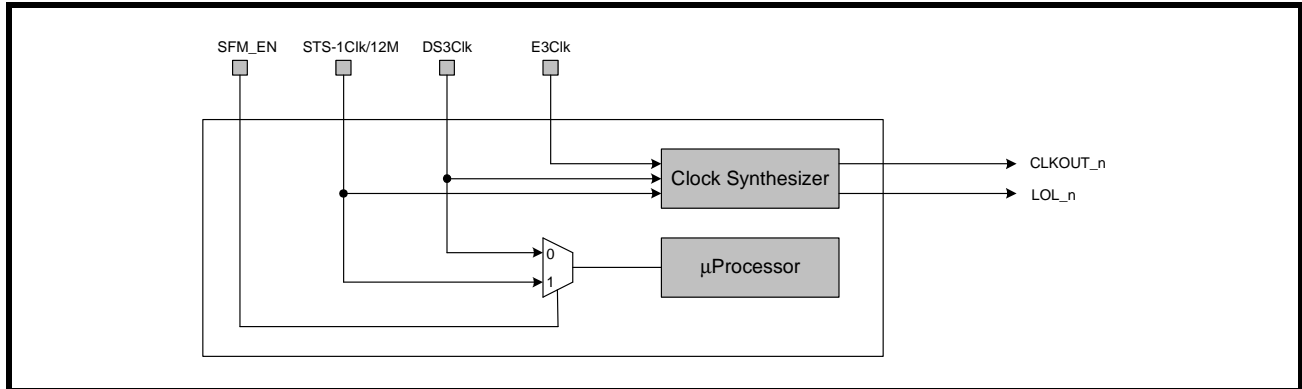 SFM_EN STS-1Clk/12M DS3Clk E3Clk
Clock Synthesizer
CLKOUT_n
LOL_n
0
1
μProcessor